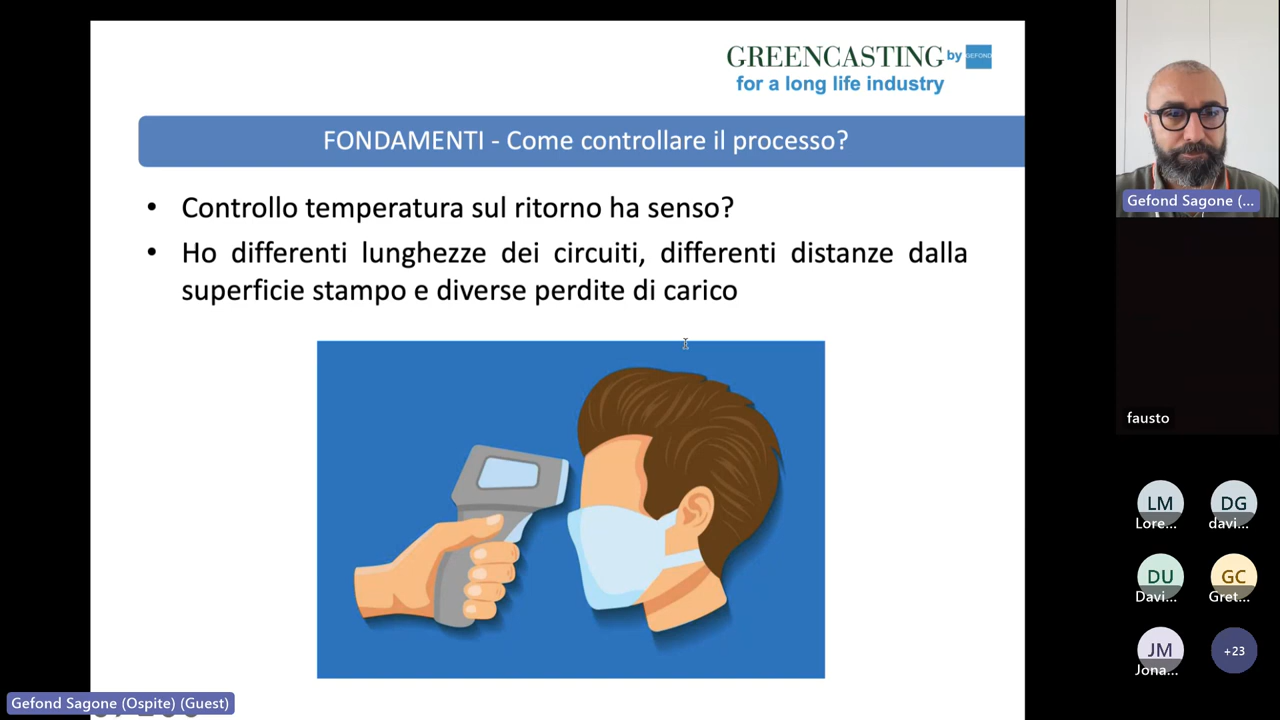 GREENCASTING by GEFOND
for a long life industry
FONDAMENTI - Come controllare il processo?
• Controllo temperatura sul ritorno ha senso?
• Ho differenti lunghezze dei circuiti, differenti distanze dalla
superficie stampo e diverse perdite di carico
Gefond Sagone (...
fausto
LM
Lore...
DG
davi...
DU
Davi...
GC
Gret...
JM
Jona...
+23
Gefond Sagone (Ospite) (Guest)